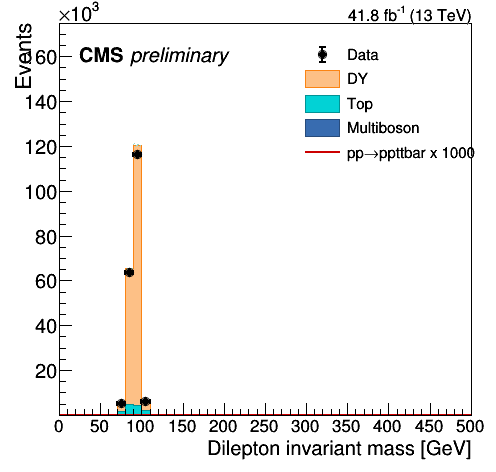 ×10³
41.8 fb⁻¹ (13 TeV)
Events
CMS preliminary
Data
DY
Top
Multiboson
pp→ppttbar x 1000
160
140
120
100
80
60
40
20
0 50 100 150 200 250 300 350 400 450 500
Dilepton invariant mass [GeV]